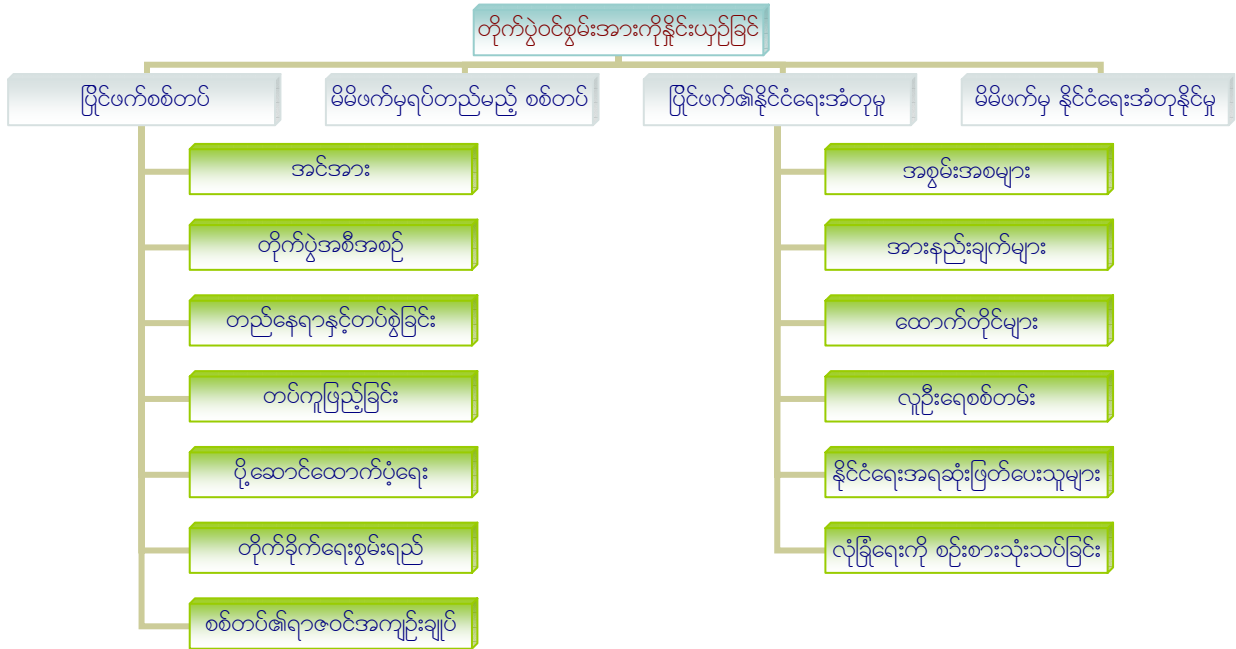 တိုက်ပွဲဝင်စွမ်းအားကိုနှိုင်းယှဉ်ခြင်
ပြိုင်ဖက်စစ်တပ်
မိမိဖက်မှရပ်တည်မည့် စစ်တပ်
ပြိုင်ဖက်၏နိုင်ငံရေးအံတုမှု
မိမိဖက်မှ နိုင်ငံရေးအံတုနိုင်မှု
အင်အား
တိုက်ပွဲအစီအစဉ်
တည်နေရာနှင့်တပ်စွဲခြင်း
တပ်ကူဖြည့်ခြင်း
ပို့ဆောင်ထောက်ပံ့ရေး
တိုက်ခိုက်ရေးစွမ်းရည်
စစ်တပ်၏ရာဇဝင်အကျဉ်းချုပ်
အစွမ်းအစများ
အားနည်းချက်များ
ထောက်တိုင်များ
လူဦးရေစစ်တမ်း
နိုင်ငံရေးအရဆုံးဖြတ်ပေးသူများ
လုံခြုံရေးကို စဉ်းစားသုံးသပ်ခြင်း